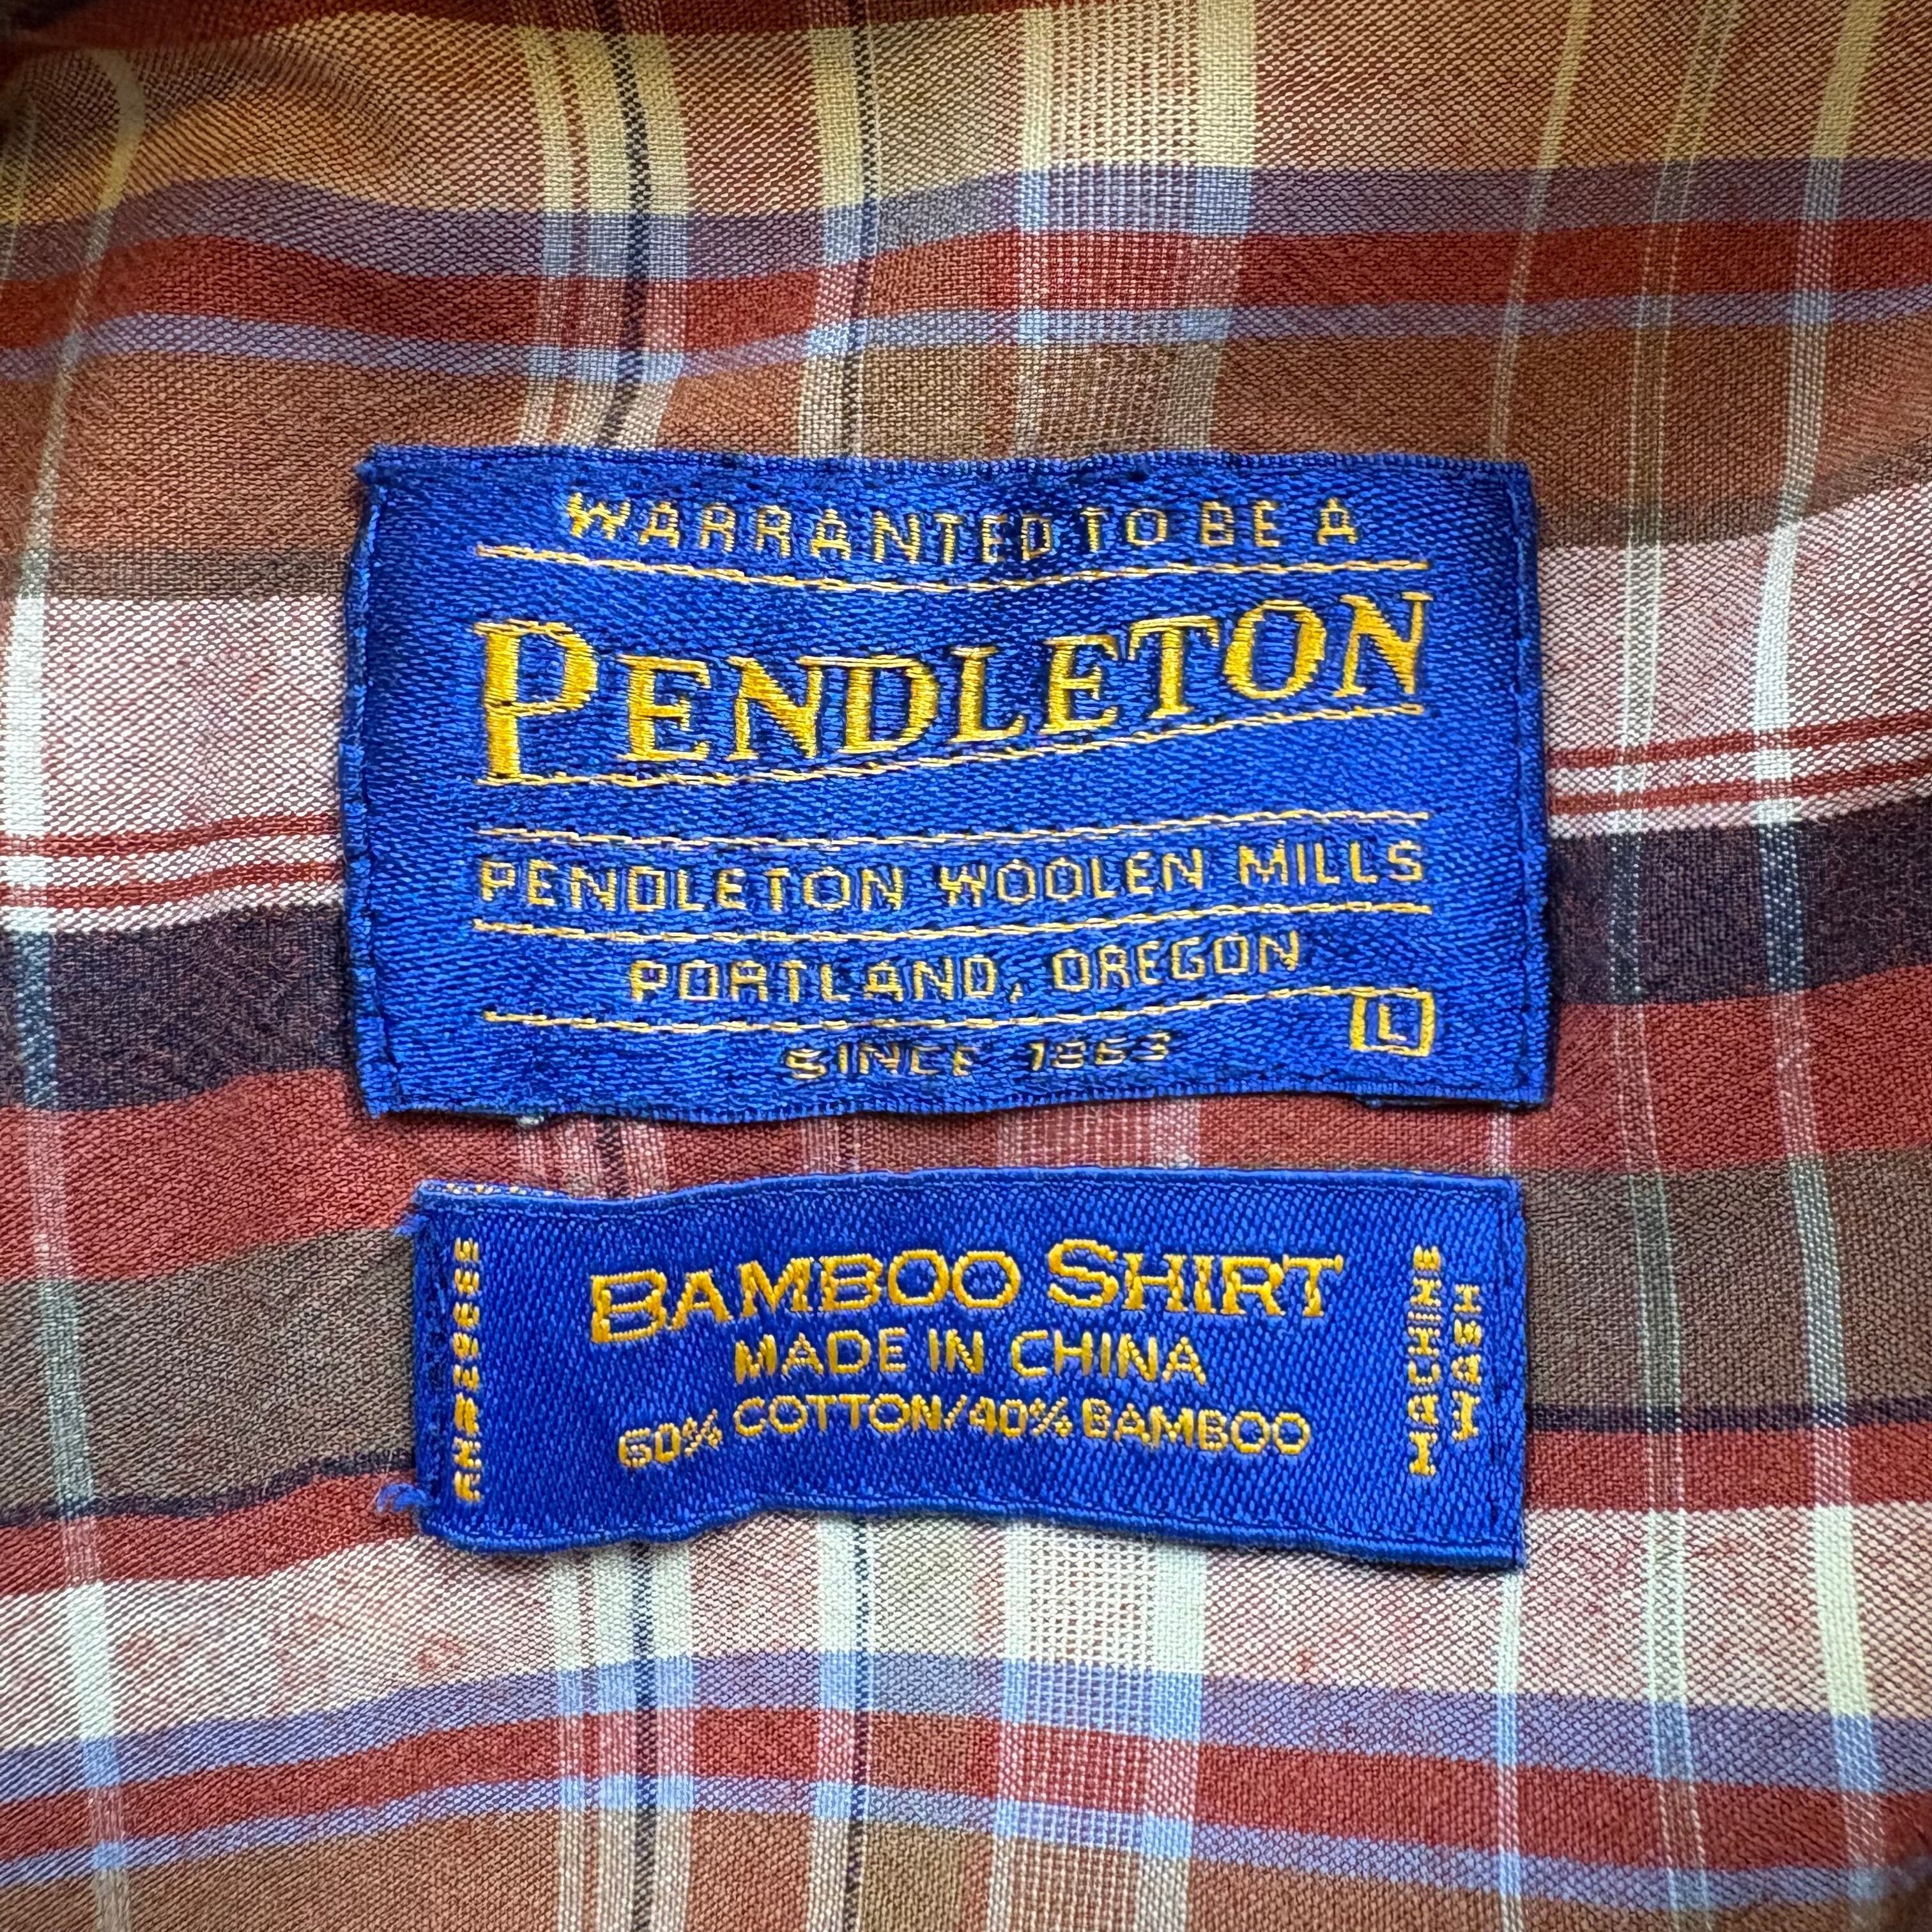 WARRANTED TO BE A
PENDLETON
PENDLETON WOOLEN MILLS
PORTLAND, OREGON
L
SINCE 1863
BAMBOO SHIRT
MADE IN CHINA
60% COTTON/40% BAMBOO
MACHINE
WASH